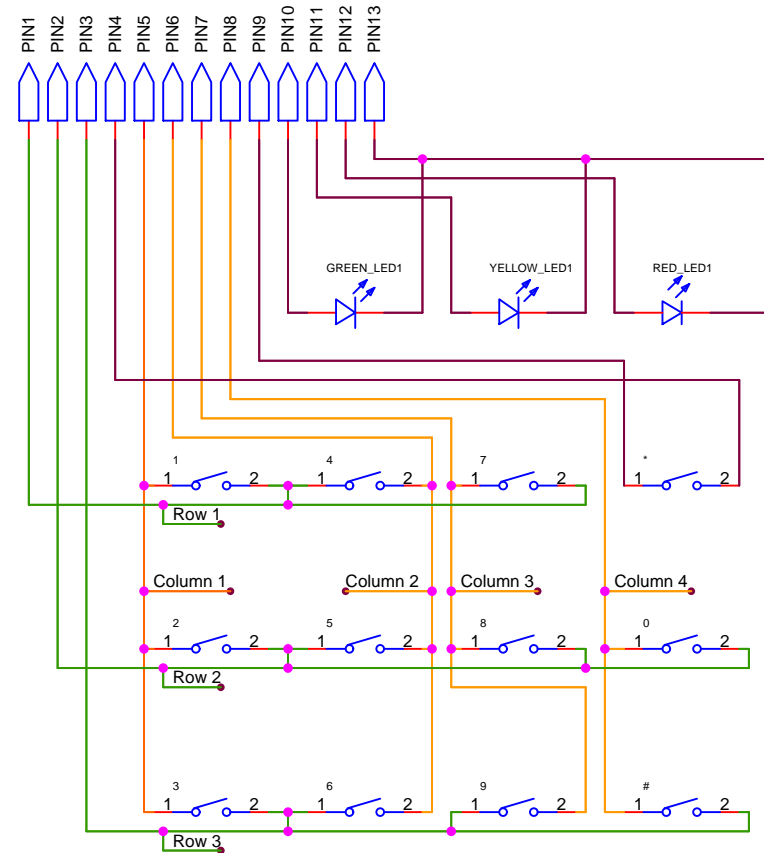 PIN1
PIN2
PIN3
PIN4
PIN5
PIN6
PIN7
PIN8
PIN9
PIN10
PIN11
PIN12
PIN13
GREEN_LED1 YELLOW_LED1 RED_LED1
1 4 7 *
1 2 1 2 1 2 1 2
Row 1
Column 1 Column 2 Column 3 Column 4
2 5 8 0
1 2 1 2 1 2 1 2
Row 2
3 6 9 #
1 2 1 2 1 2 1 2
Row 3